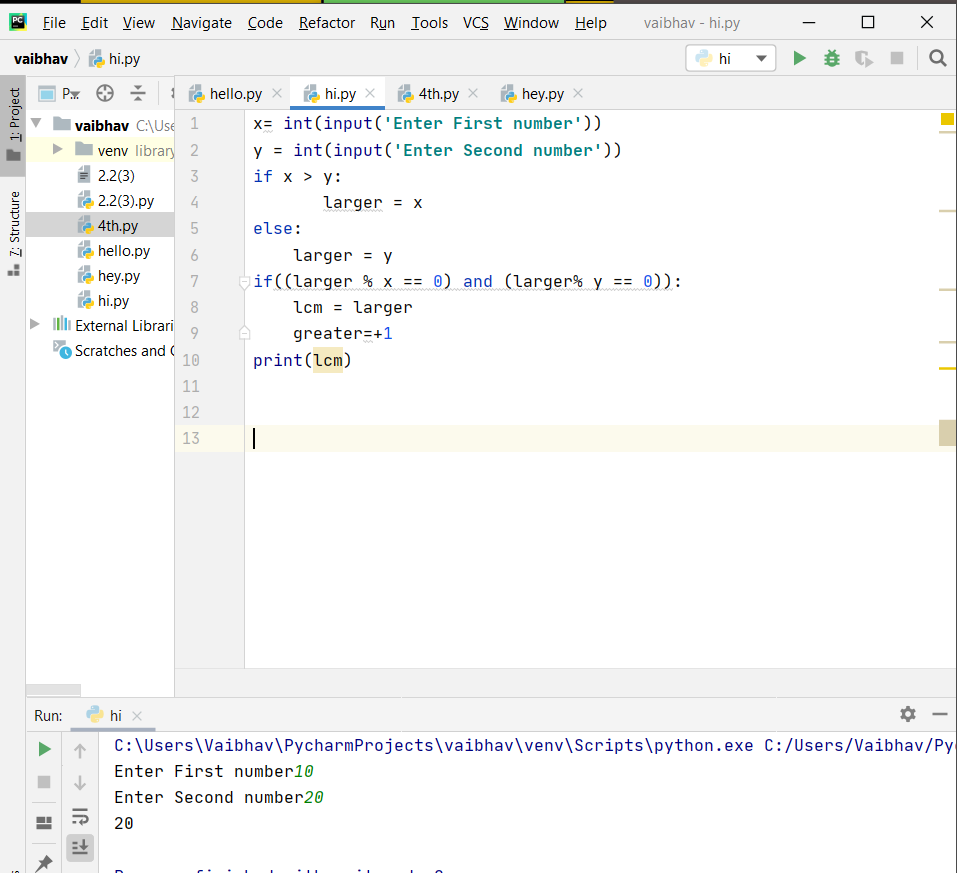 File Edit View Navigate Code Refactor Run Tools VCS Window Help vaibhav - hi.py
vaibhav hi.py hi
1: Project
7: Structure
P...
vaibhav C:\Use
venv library
2.2(3)
2.2(3).py
4th.py
hello.py
hey.py
hi.py
External Librari
Scratches and C
hello.py hi.py 4th.py hey.py
1 x= int(input('Enter First number'))
2 y = int(input('Enter Second number'))
3 if x > y:
4 larger = x
5 else:
6 larger = y
7 if((larger % x == 0) and (larger% y == 0)):
8 lcm = larger
9 greater=+1
10 print(lcm)
11
12
13
Run: hi
C:\Users\Vaibhav\PycharmProjects\vaibhav\venv\Scripts\python.exe C:/Users/Vaibhav/Pyc
Enter First number10
Enter Second number20
20